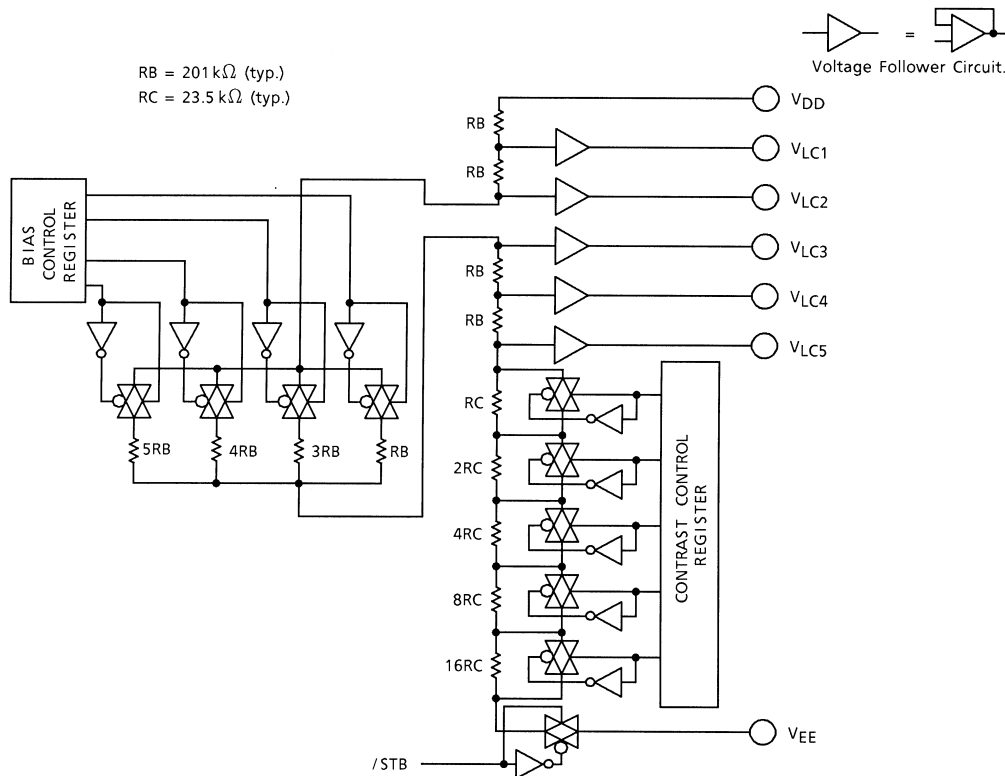 =
Voltage Follower Circuit.
RB = 201 kΩ (typ.)
RC = 23.5 kΩ (typ.)
VDD
RB
VLC1
RB
VLC2
BIAS
CONTROL
REGISTER
VLC3
RB
VLC4
RB
VLC5
RC
5RB
4RB
3RB
RB
2RC
4RC
8RC
16RC
CONTRAST CONTROL
REGISTER
VEE
/STB